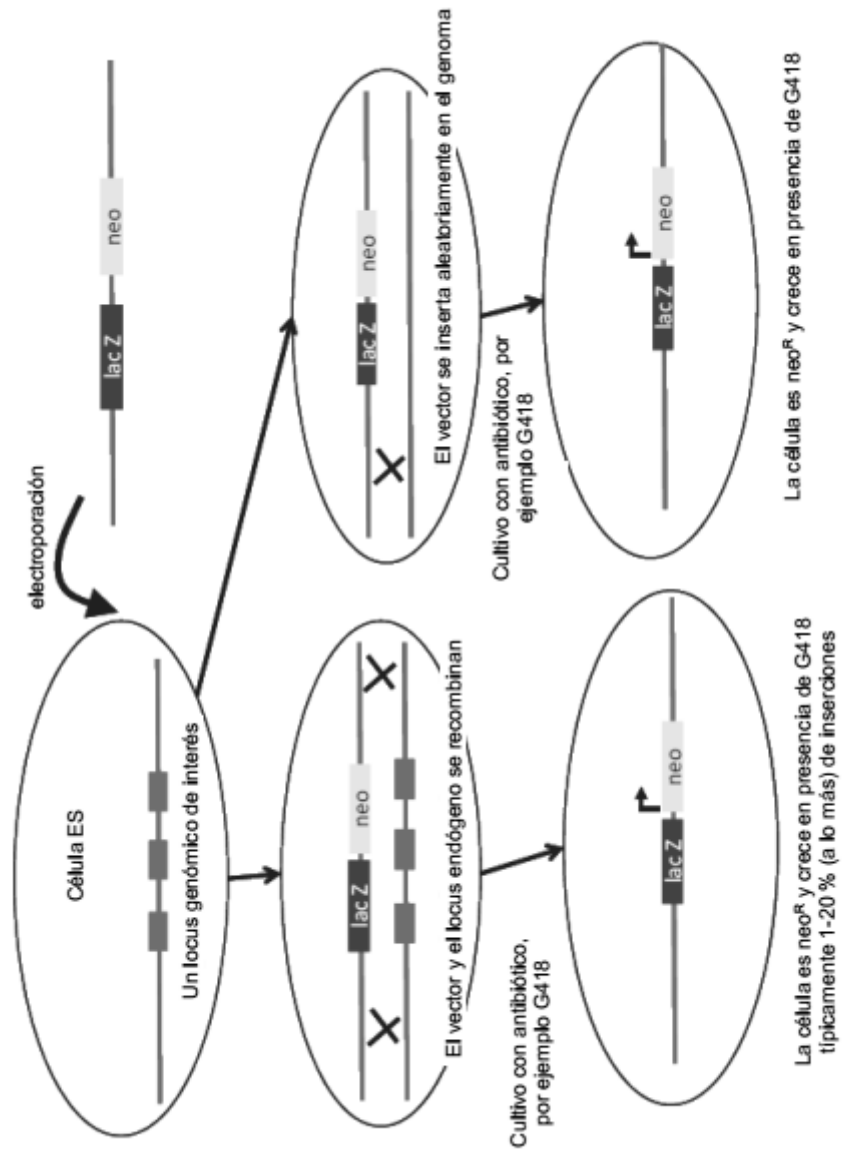 electroporación
lac Z
neo
Célula ES
Un locus genómico de interés
lac Z
neo
El vector y el locus endógeno se recombinan
lac Z
neo
El vector se inserta aleatoriamente en el genoma
Cultivo con antibiótico,
por ejemplo G418
Cultivo con antibiótico, por
ejemplo G418
lac Z
neo
lac Z
neo
La célula es neoᴿ y crece en presencia de G418
típicamente 1-20 % (a lo más) de inserciones
La célula es neoᴿ y crece en presencia de G418